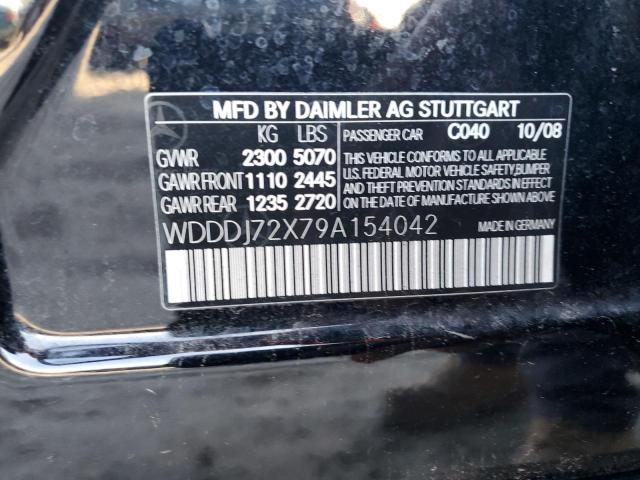 MFD BY DAIMLER AG STUTTGART
KG LBS PASSENGER CAR C040 10/08
GVWR 2300 5070 THIS VEHICLE CONFORMS TO ALL APPLICABLE
U.S. FEDERAL MOTOR VEHICLE SAFETY,BUMPER
GAWR FRONT 1110 2445 AND THEFT PREVENTION STANDARDS IN EFFECT
GAWR REAR 1235 2720 ON THE DATE OF MANUFACTURE SHOWN ABOVE.
WDDDJ72X79A154042
MADE IN GERMANY